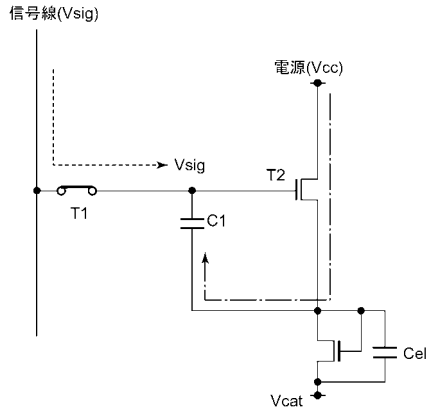 信号線(Vsig)
電源(Vcc)
Vsig
T2
T1
C1
Cel
Vcat